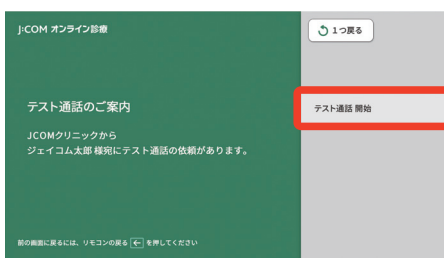 J:COM オンライン診療
1つ戻る
テスト通話のご案内
テスト通話 開始
JCOMクリニックから
ジェイコム太郎 様宛にテスト通話の依頼があります。
前の画面に戻るには、リモコンの戻る ← を押してください